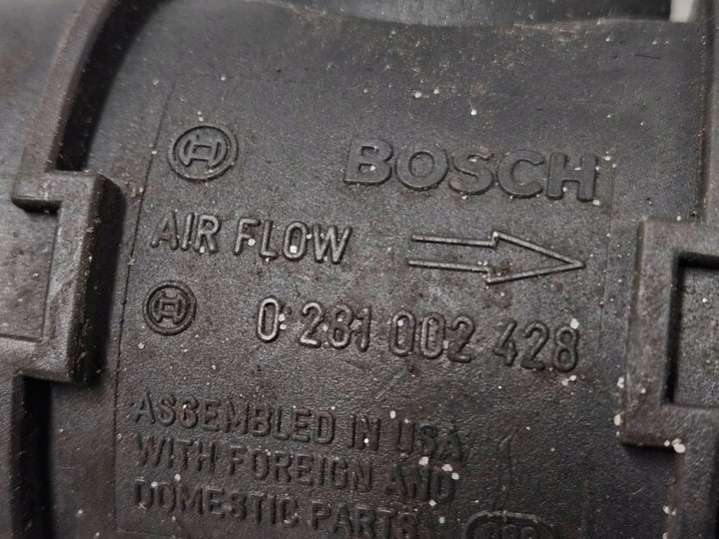 BOSCH
AIR FLOW
0 281 002 428
ASSEMBLED IN USA
WITH FOREIGN AND
DOMESTIC PARTS